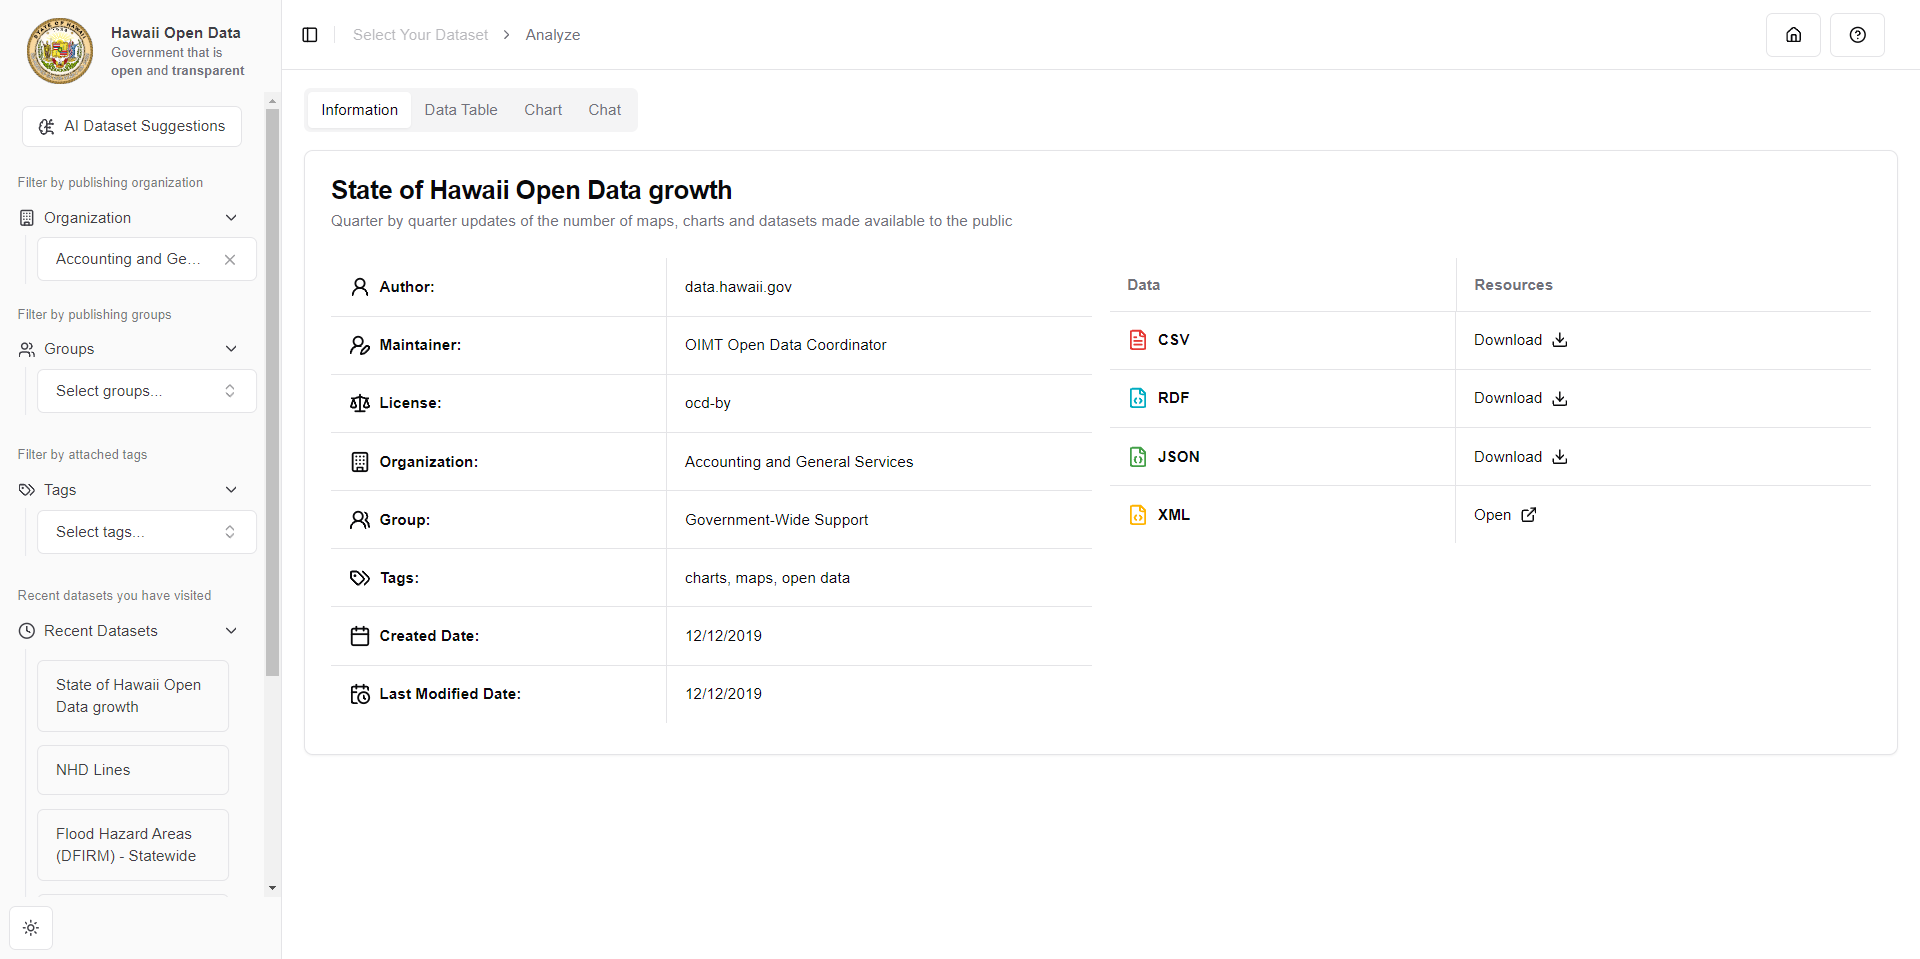 Hawaii Open Data
Government that is
open and transparent
AI Dataset Suggestions
Filter by publishing organization
Organization
Accounting and Ge...
Filter by publishing groups
Groups
Select groups...
Filter by attached tags
Tags
Select tags...
Recent datasets you have visited
Recent Datasets
State of Hawaii Open
Data growth
NHD Lines
Flood Hazard Areas
(DFIRM) - Statewide
Select Your Dataset > Analyze
Information Data Table Chart Chat
State of Hawaii Open Data growth
Quarter by quarter updates of the number of maps, charts and datasets made available to the public
Author: data.hawaii.gov
Maintainer: OIMT Open Data Coordinator
License: ocd-by
Organization: Accounting and General Services
Group: Government-Wide Support
Tags: charts, maps, open data
Created Date: 12/12/2019
Last Modified Date: 12/12/2019
Data Resources
CSV Download
RDF Download
JSON Download
XML Open